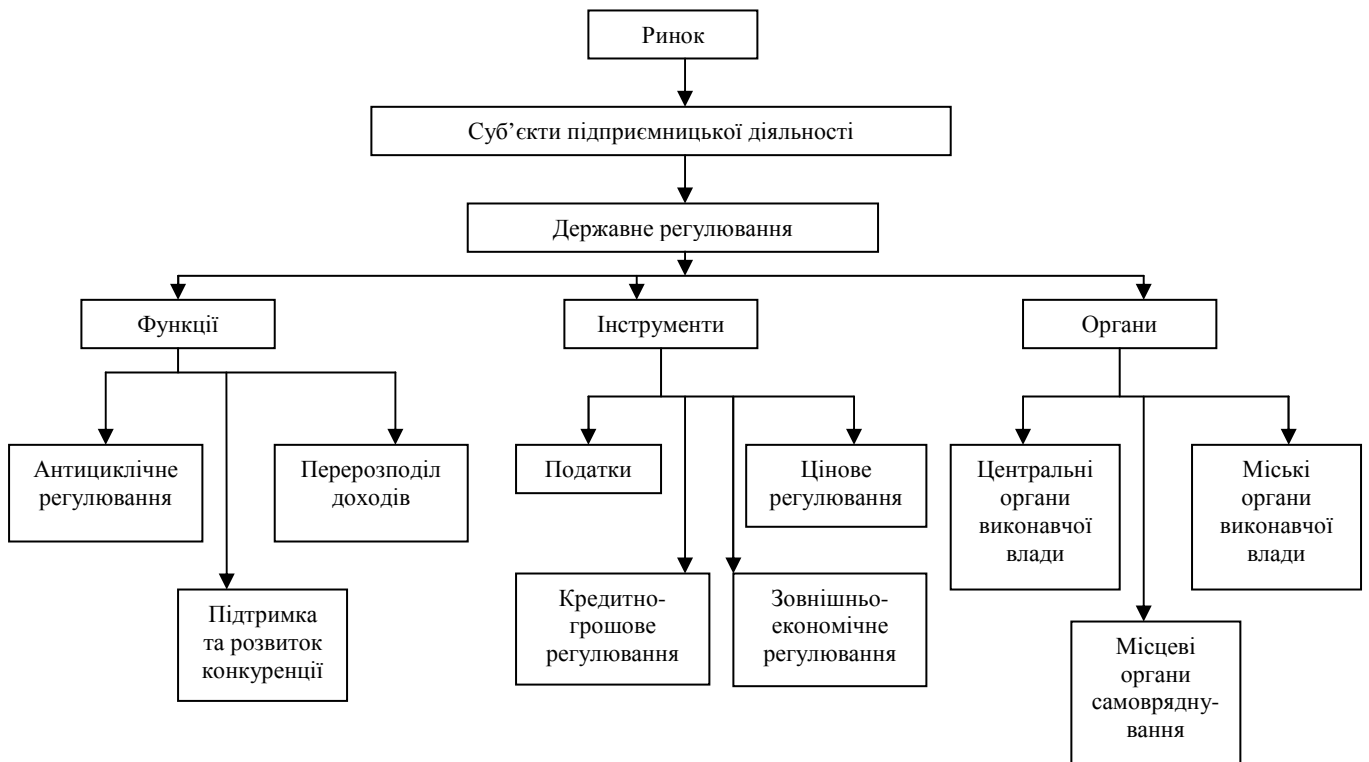 Ринок
Суб’єкти підприємницької діяльності
Державне регулювання
Функції
Інструменти
Органи
Антициклічне
регулювання
Перерозподіл
доходів
Підтримка
та розвиток
конкуренції
Податки
Цінове
регулювання
Кредитно-
грошове
регулювання
Зовнішньо-
економічне
регулювання
Центральні
органи
виконавчої
влади
Міські
органи
виконавчої
влади
Місцеві
органи
самоврядну-
вання